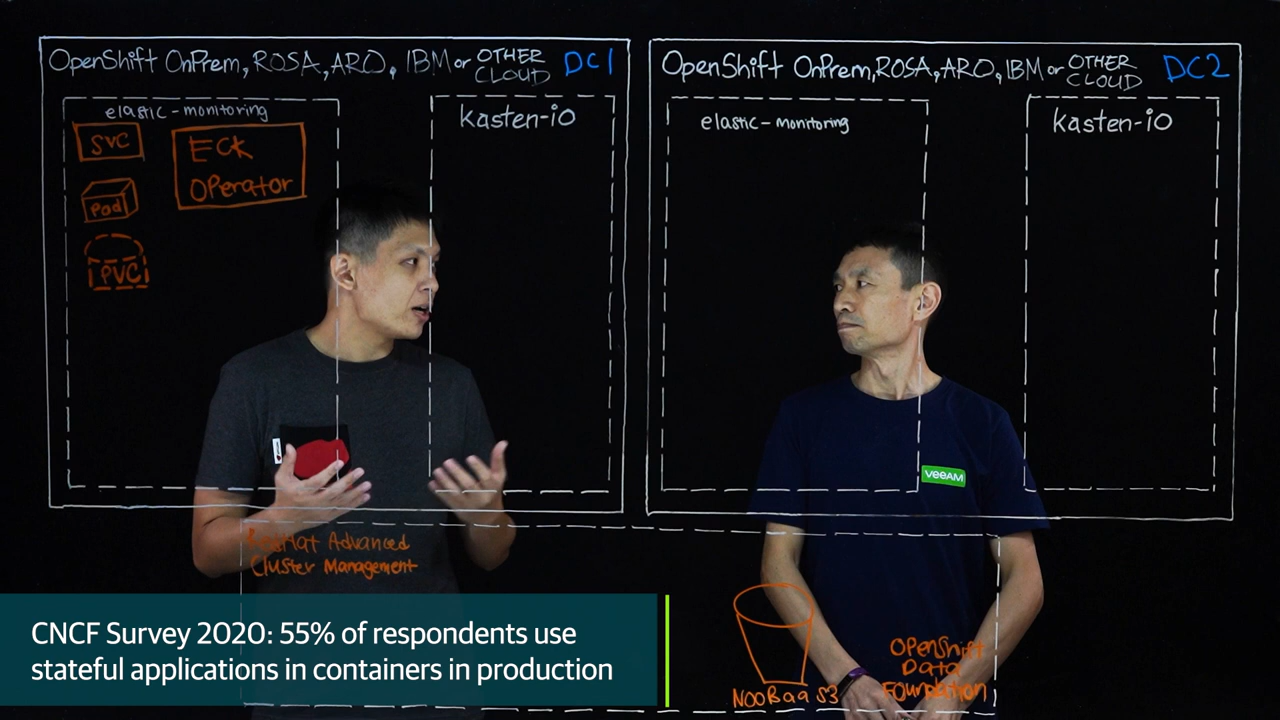 OpenShift OnPrem, ROSA, ARO, IBM or OTHER CLOUD DC1
elastic-monitoring
SVC
ECK
Operator
Pod
PVC
kasten-io
OpenShift OnPrem, ROSA, ARO, IBM or OTHER CLOUD DC2
elastic-monitoring
kasten-io
veeAM
RedHat Advanced
Cluster Management
CNCF Survey 2020: 55% of respondents use
stateful applications in containers in production
NOOBaa S3
OpenShift
Data
Foundation